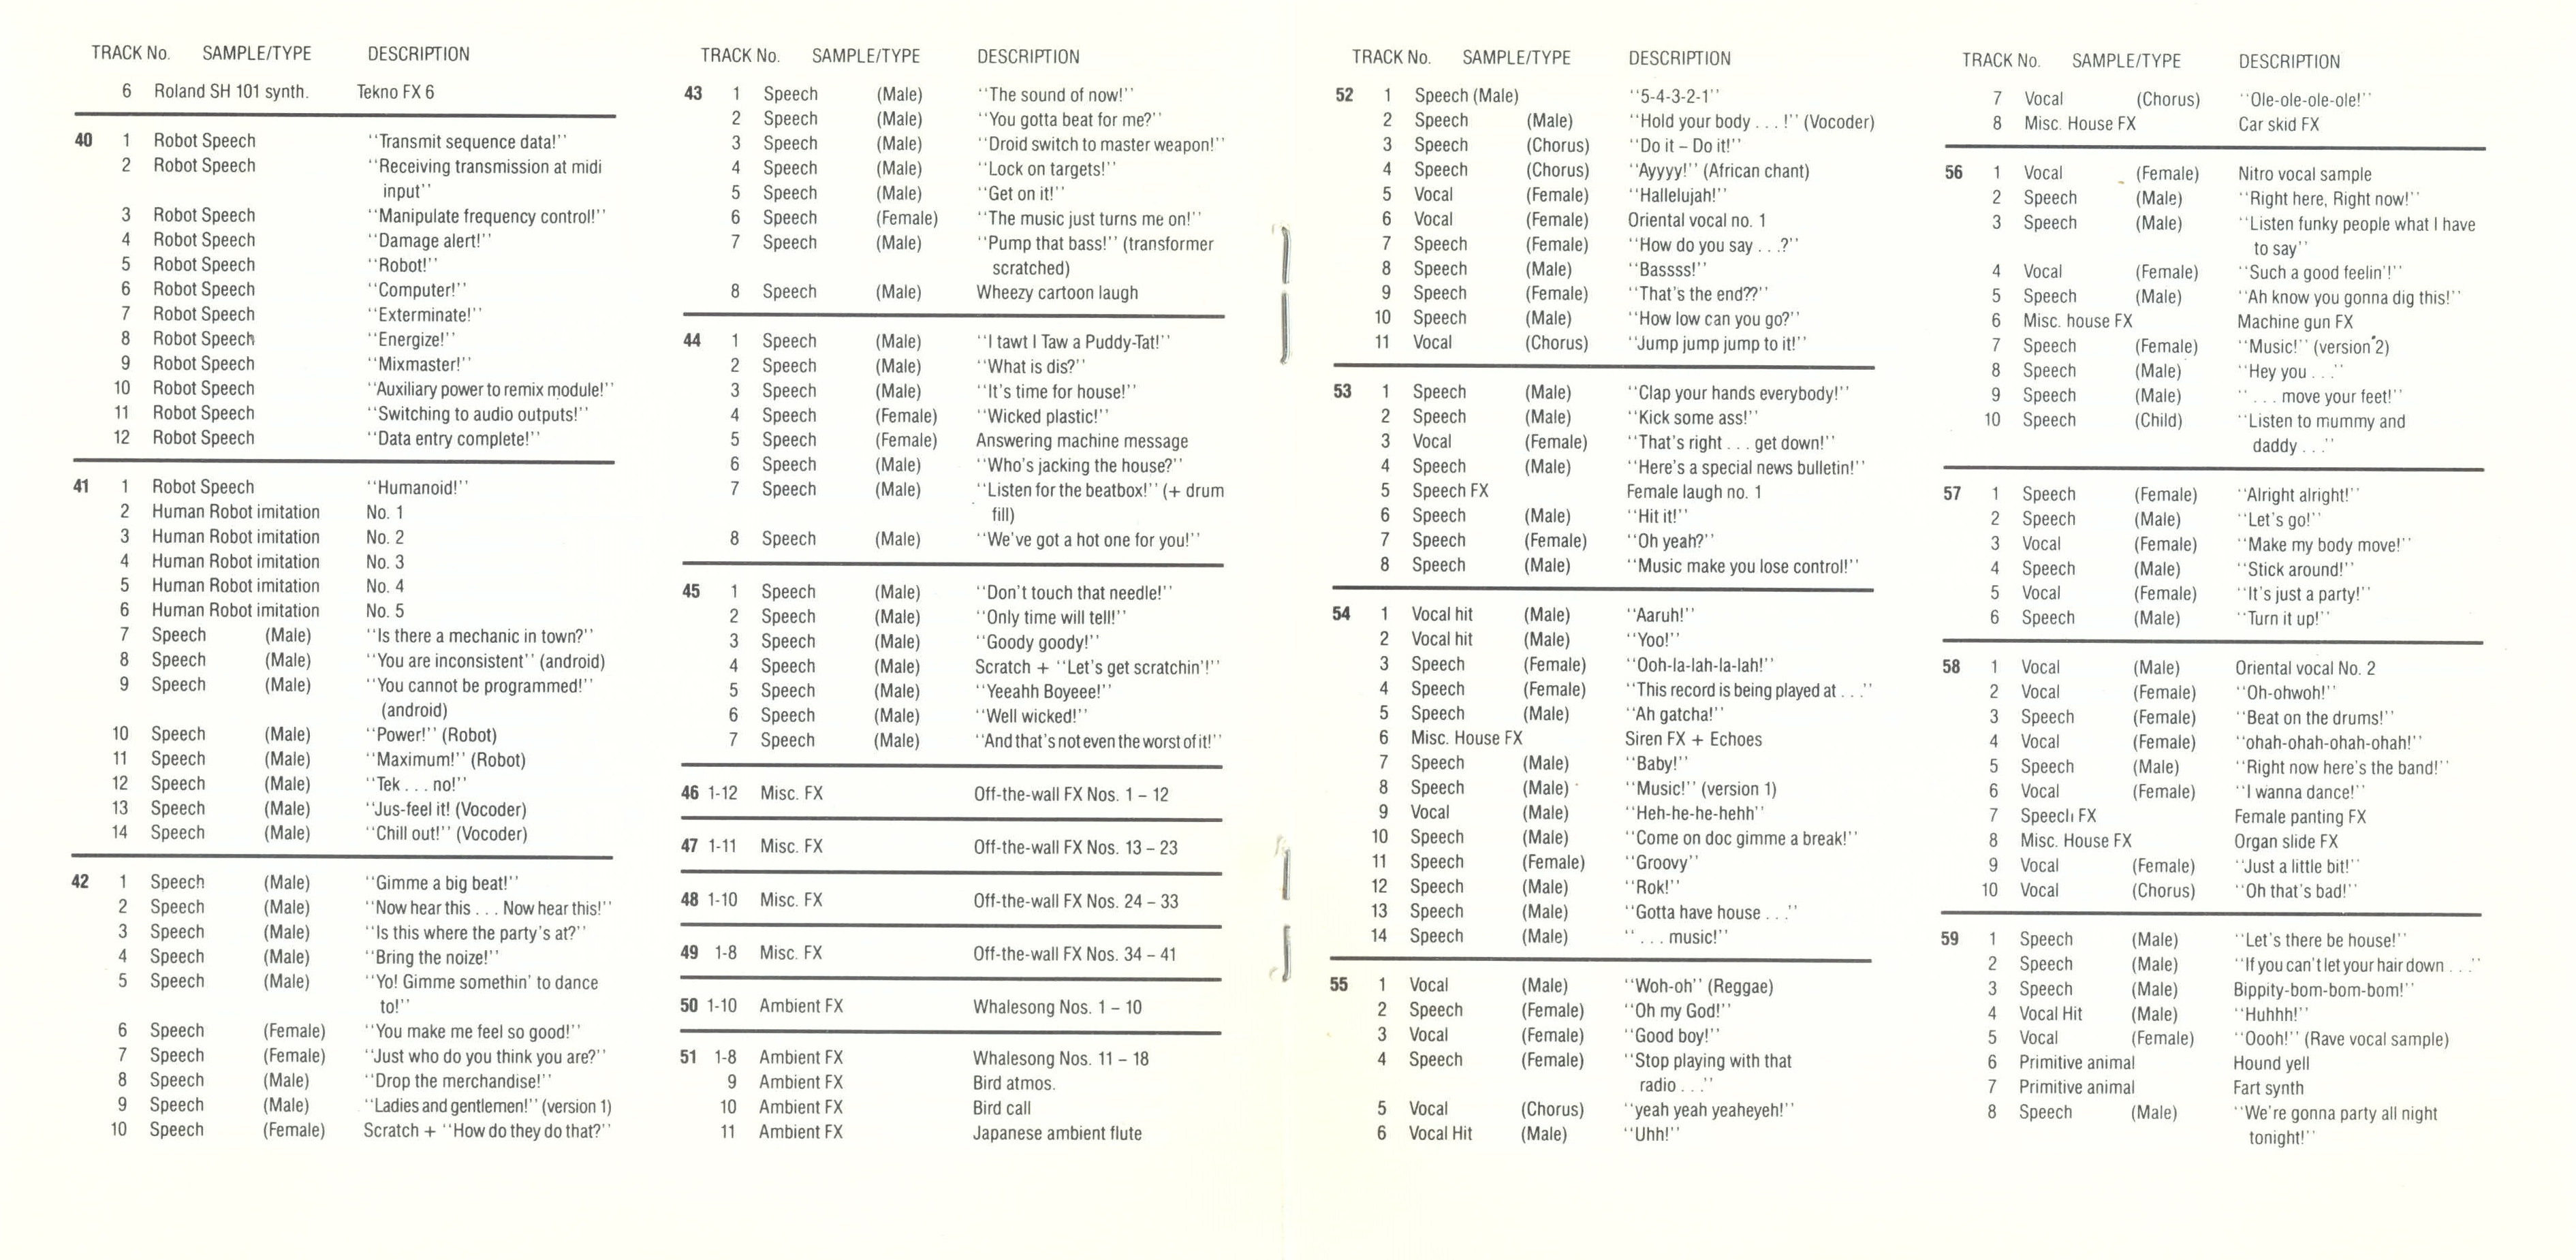 TRACK No. SAMPLE/TYPE DESCRIPTION
6 Roland SH 101 synth. Tekno FX 6
40 1 Robot Speech ‘‘Transmit sequence data!’’
2 Robot Speech ‘‘Receiving transmission at midi
input’’
3 Robot Speech ‘‘Manipulate frequency control!’’
4 Robot Speech ‘‘Damage alert!’’
5 Robot Speech ‘‘Robot!’’
6 Robot Speech ‘‘Computer!’’
7 Robot Speech ‘‘Exterminate!’’
8 Robot Speech ‘‘Energize!’’
9 Robot Speech ‘‘Mixmaster!’’
10 Robot Speech ‘‘Auxiliary power to remix module!’’
11 Robot Speech ‘‘Switching to audio outputs!’’
12 Robot Speech ‘‘Data entry complete!’’
41 1 Robot Speech ‘‘Humanoid!’’
2 Human Robot imitation No. 1
3 Human Robot imitation No. 2
4 Human Robot imitation No. 3
5 Human Robot imitation No. 4
6 Human Robot imitation No. 5
7 Speech (Male) ‘‘Is there a mechanic in town?’’
8 Speech (Male) ‘‘You are inconsistent’’ (android)
9 Speech (Male) ‘‘You cannot be programmed!’’
(android)
10 Speech (Male) ‘‘Power!’’ (Robot)
11 Speech (Male) ‘‘Maximum!’’ (Robot)
12 Speech (Male) ‘‘Tek . . . no!’’
13 Speech (Male) ‘‘Jus-feel it! (Vocoder)
14 Speech (Male) ‘‘Chill out!’’ (Vocoder)
42 1 Speech (Male) ‘‘Gimme a big beat!’’
2 Speech (Male) ‘‘Now hear this . . . Now hear this!’’
3 Speech (Male) ‘‘Is this where the party's at?’’
4 Speech (Male) ‘‘Bring the noize!’’
5 Speech (Male) ‘‘Yo! Gimme somethin' to dance
to!’’
6 Speech (Female) ‘‘You make me feel so good!’’
7 Speech (Female) ‘‘Just who do you think you are?’’
8 Speech (Male) ‘‘Drop the merchandise!’’
9 Speech (Male) ‘‘Ladies and gentlemen!’’ (version 1)
10 Speech (Female) Scratch + ‘‘How do they do that?’’
TRACK No. SAMPLE/TYPE DESCRIPTION
43 1 Speech (Male) ‘‘The sound of now!’’
2 Speech (Male) ‘‘You gotta beat for me?’’
3 Speech (Male) ‘‘Droid switch to master weapon!’’
4 Speech (Male) ‘‘Lock on targets!’’
5 Speech (Male) ‘‘Get on it!’’
6 Speech (Female) ‘‘The music just turns me on!’’
7 Speech (Male) ‘‘Pump that bass!’’ (transformer
scratched)
8 Speech (Male) Wheezy cartoon laugh
44 1 Speech (Male) ‘‘I tawt I Taw a Puddy-Tat!’’
2 Speech (Male) ‘‘What is dis?’’
3 Speech (Male) ‘‘It's time for house!’’
4 Speech (Female) ‘‘Wicked plastic!’’
5 Speech (Female) Answering machine message
6 Speech (Male) ‘‘Who's jacking the house?’’
7 Speech (Male) ‘‘Listen for the beatbox!’’ (+ drum
fill)
8 Speech (Male) ‘‘We've got a hot one for you!’’
45 1 Speech (Male) ‘‘Don't touch that needle!’’
2 Speech (Male) ‘‘Only time will tell!’’
3 Speech (Male) ‘‘Goody goody!’’
4 Speech (Male) Scratch + ‘‘Let's get scratchin'!’’
5 Speech (Male) ‘‘Yeeahh Boyeee!’’
6 Speech (Male) ‘‘Well wicked!’’
7 Speech (Male) ‘‘And that's not even the worst of it!’’
46 1-12 Misc. FX Off-the-wall FX Nos. 1 – 12
47 1-11 Misc. FX Off-the-wall FX Nos. 13 – 23
48 1-10 Misc. FX Off-the-wall FX Nos. 24 – 33
49 1-8 Misc. FX Off-the-wall FX Nos. 34 – 41
50 1-10 Ambient FX Whalesong Nos. 1 – 10
51 1-8 Ambient FX Whalesong Nos. 11 – 18
9 Ambient FX Bird atmos.
10 Ambient FX Bird call
11 Ambient FX Japanese ambient flute
TRACK No. SAMPLE/TYPE DESCRIPTION
52 1 Speech (Male) ‘‘5-4-3-2-1’’
2 Speech (Male) ‘‘Hold your body . . . !’’ (Vocoder)
3 Speech (Chorus) ‘‘Do it – Do it!’’
4 Speech (Chorus) ‘‘Ayyyy!’’ (African chant)
5 Vocal (Female) ‘‘Hallelujah!’’
6 Vocal (Female) Oriental vocal no. 1
7 Speech (Female) ‘‘How do you say . . .?’’
8 Speech (Male) ‘‘Bassss!’’
9 Speech (Female) ‘‘That's the end??’’
10 Speech (Male) ‘‘How low can you go?’’
11 Vocal (Chorus) ‘‘Jump jump jump to it!’’
53 1 Speech (Male) ‘‘Clap your hands everybody!’’
2 Speech (Male) ‘‘Kick some ass!’’
3 Vocal (Female) ‘‘That's right . . . get down!’’
4 Speech (Male) ‘‘Here's a special news bulletin!’’
5 Speech FX Female laugh no. 1
6 Speech (Male) ‘‘Hit it!’’
7 Speech (Female) ‘‘Oh yeah?’’
8 Speech (Male) ‘‘Music make you lose control!’’
54 1 Vocal hit (Male) ‘‘Aaruh!’’
2 Vocal hit (Male) ‘‘Yoo!’’
3 Speech (Female) ‘‘Ooh-la-lah-la-lah!’’
4 Speech (Female) ‘‘This record is being played at . . .’’
5 Speech (Male) ‘‘Ah gatcha!’’
6 Misc. House FX Siren FX + Echoes
7 Speech (Male) ‘‘Baby!’’
8 Speech (Male) ‘‘Music!’’ (version 1)
9 Vocal (Male) ‘‘Heh-he-he-hehh’’
10 Speech (Male) ‘‘Come on doc gimme a break!’’
11 Speech (Female) ‘‘Groovy’’
12 Speech (Male) ‘‘Rok!’’
13 Speech (Male) ‘‘Gotta have house . . .’’
14 Speech (Male) ‘‘ . . . music!’’
55 1 Vocal (Male) ‘‘Woh-oh’’ (Reggae)
2 Speech (Female) ‘‘Oh my God!’’
3 Vocal (Female) ‘‘Good boy!’’
4 Speech (Female) ‘‘Stop playing with that
radio . . .’’
5 Vocal (Chorus) ‘‘yeah yeah yeaheyeh!’’
6 Vocal Hit (Male) ‘‘Uhh!’’
TRACK No. SAMPLE/TYPE DESCRIPTION
7 Vocal (Chorus) ‘‘Ole-ole-ole-ole!’’
8 Misc. House FX Car skid FX
56 1 Vocal (Female) Nitro vocal sample
2 Speech (Male) ‘‘Right here, Right now!’’
3 Speech (Male) ‘‘Listen funky people what I have
to say’’
4 Vocal (Female) ‘‘Such a good feelin'!’’
5 Speech (Male) ‘‘Ah know you gonna dig this!’’
6 Misc. house FX Machine gun FX
7 Speech (Female) ‘‘Music!’’ (version 2)
8 Speech (Male) ‘‘Hey you . . .’’
9 Speech (Male) ‘‘ . . . move your feet!’’
10 Speech (Child) ‘‘Listen to mummy and
daddy . . .’’
57 1 Speech (Female) ‘‘Alright alright!’’
2 Speech (Male) ‘‘Let's go!’’
3 Vocal (Female) ‘‘Make my body move!’’
4 Speech (Male) ‘‘Stick around!’’
5 Vocal (Female) ‘‘It's just a party!’’
6 Speech (Male) ‘‘Turn it up!’’
58 1 Vocal (Male) Oriental vocal No. 2
2 Vocal (Female) ‘‘Oh-ohwoh!’’
3 Speech (Female) ‘‘Beat on the drums!’’
4 Vocal (Female) ‘‘ohah-ohah-ohah-ohah!’’
5 Speech (Male) ‘‘Right now here's the band!’’
6 Vocal (Female) ‘‘I wanna dance!’’
7 Speech FX Female panting FX
8 Misc. House FX Organ slide FX
9 Vocal (Female) ‘‘Just a little bit!’’
10 Vocal (Chorus) ‘‘Oh that's bad!’’
59 1 Speech (Male) ‘‘Let's there be house!’’
2 Speech (Male) ‘‘If you can't let your hair down . . .’’
3 Speech (Male) Bippity-bom-bom-bom!’’
4 Vocal Hit (Male) ‘‘Huhhh!’’
5 Vocal (Female) ‘‘Oooh!’’ (Rave vocal sample)
6 Primitive animal Hound yell
7 Primitive animal Fart synth
8 Speech (Male) ‘‘We're gonna party all night
tonight!’’